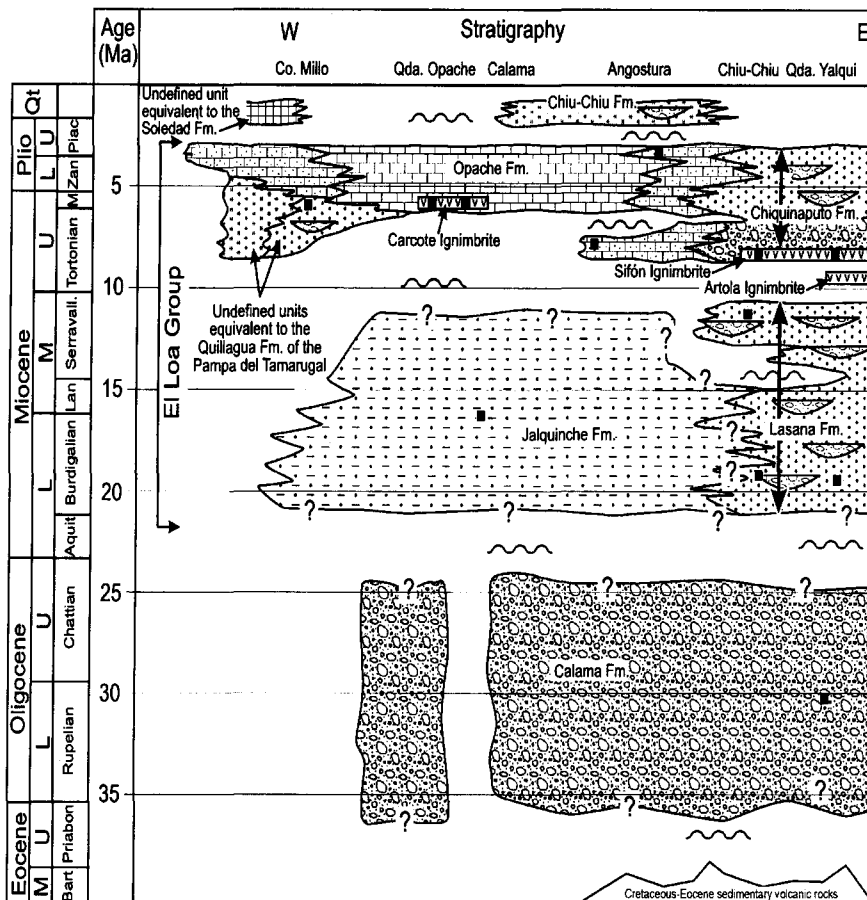 Age
(Ma)
W
Stratigraphy
E
Co. Millo
Qda. Opache
Calama
Angostura
Chiu-Chiu
Qda. Yalqui
Qt
Plio
U
L
Plac
Zan
M.
Miocene
U
M
L
Tortonian
Serravall.
Lan
Burdigalian
Aquit
Oligocene
U
L
Chattian
Rupelian
Eocene
U
M
Priabon
Bart
5
10
15
20
25
30
35
El Loa Group
Undefined unit
equivalent to the
Soledad Fm.
Chiu-Chiu Fm.
Opache Fm.
Chiquinaputo Fm.
Carcote Ignimbrite
Sifón Ignimbrite
Artola Ignimbrite
Undefined units
equivalent to the
Quillagua Fm. of the
Pampa del Tamarugal
? ? ? ?
Jalquinche Fm.
Lasana Fm.
?
?
? ? ? ?
? ? ?
Calama Fm.
? ? ?
Cretaceous-Eocene sedimentary volcanic rocks